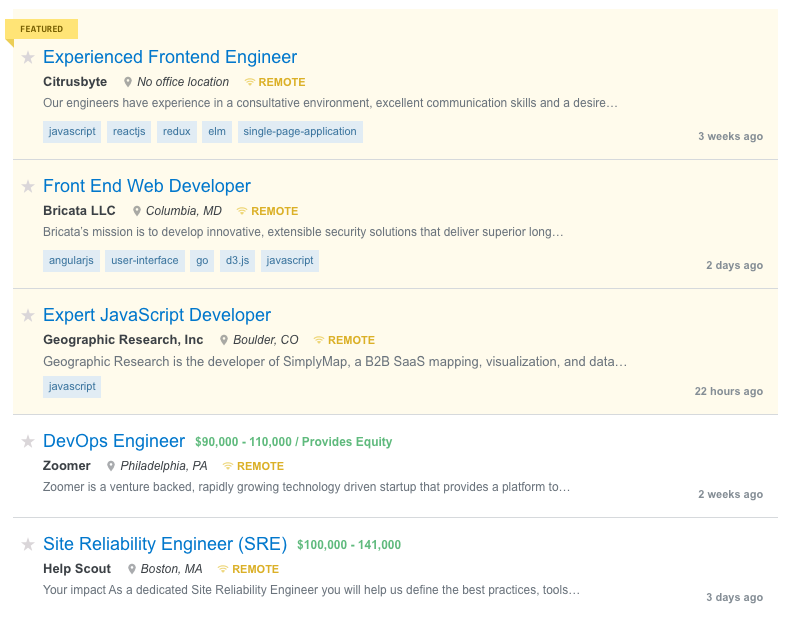 FEATURED
Experienced Frontend Engineer
Citrusbyte No office location REMOTE
Our engineers have experience in a consultative environment, excellent communication skills and a desire…
javascript reactjs redux elm single-page-application
3 weeks ago
Front End Web Developer
Bricata LLC Columbia, MD REMOTE
Bricata's mission is to develop innovative, extensible security solutions that deliver superior long…
angularjs user-interface go d3.js javascript
2 days ago
Expert JavaScript Developer
Geographic Research, Inc Boulder, CO REMOTE
Geographic Research is the developer of SimplyMap, a B2B SaaS mapping, visualization, and data…
javascript
22 hours ago
DevOps Engineer $90,000 - 110,000 / Provides Equity
Zoomer Philadelphia, PA REMOTE
Zoomer is a venture backed, rapidly growing technology driven startup that provides a platform to…
2 weeks ago
Site Reliability Engineer (SRE) $100,000 - 141,000
Help Scout Boston, MA REMOTE
Your impact As a dedicated Site Reliability Engineer you will help us define the best practices, tools…
3 days ago